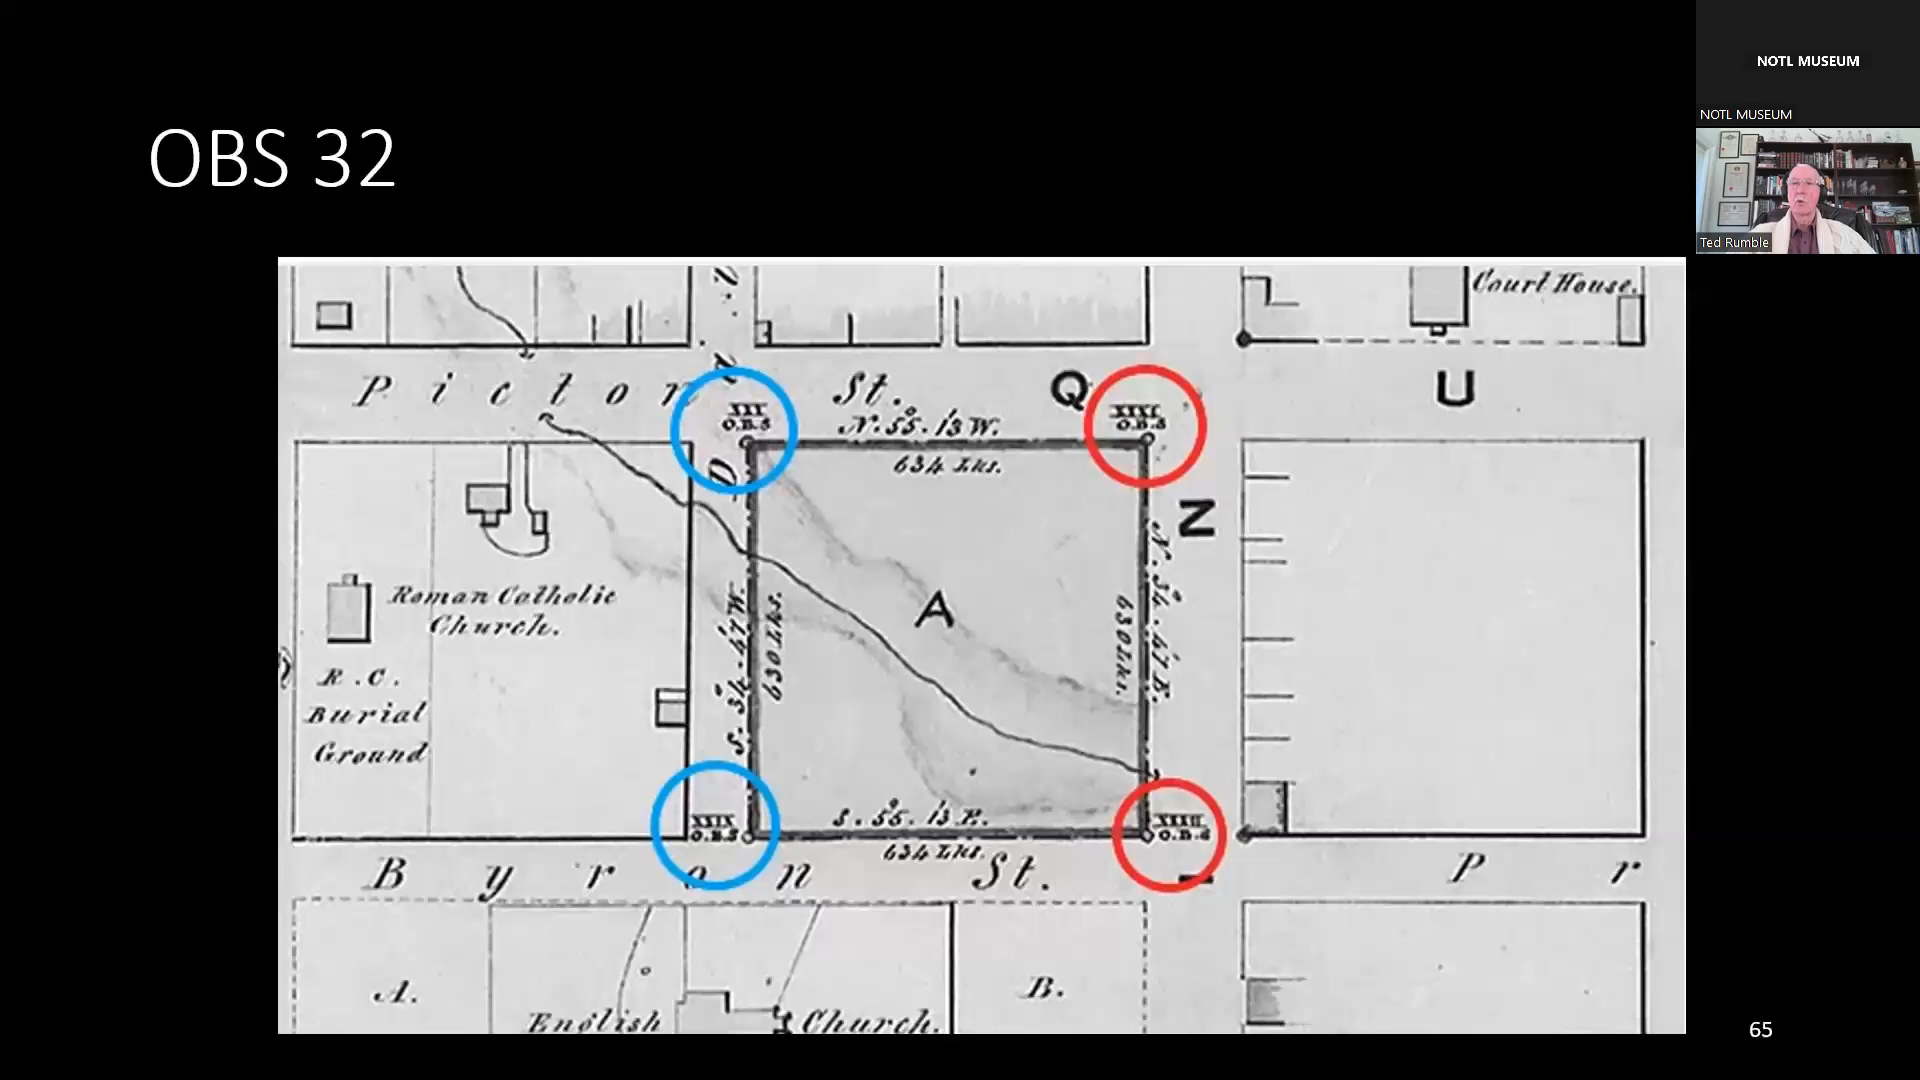 NOTL MUSEUM
NOTL MUSEUM
Ted Rumble
OBS 32
Court House.
Picton St.
Q
U
XXX
O.B.S
XXXI
O.B.S
N. 55°. 13' W.
634 Lks.
D
N
A
Roman Catholic
Church.
R.C.
Burial
Ground
S. 34°. 47' W.
630 Lks.
630 Lks.
N. 34°. 47' E.
XXIX
O.B.S
S. 55°. 13' E.
XXXII
O.B.S
634 Lks.
Byron St.
I
Pr
A.
B.
English Church.
65